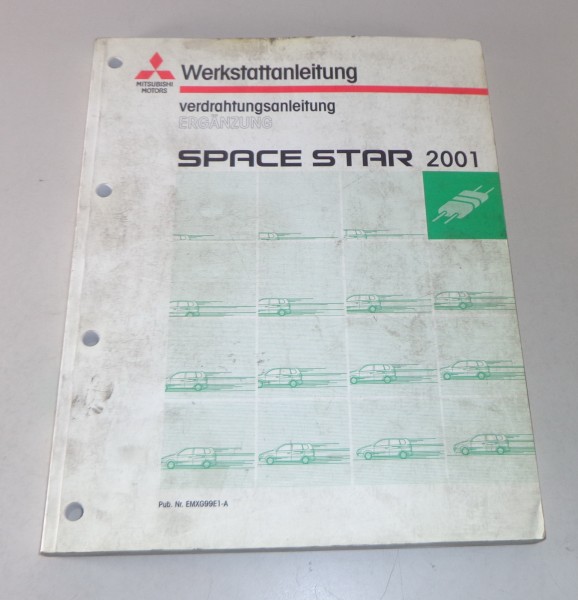 MITSUBISHI
MOTORS
Werkstattanleitung
verdrahtungsanleitung
ERGÄNZUNG
SPACE STAR 2001
Pub. Nr. EMXG99E1-A